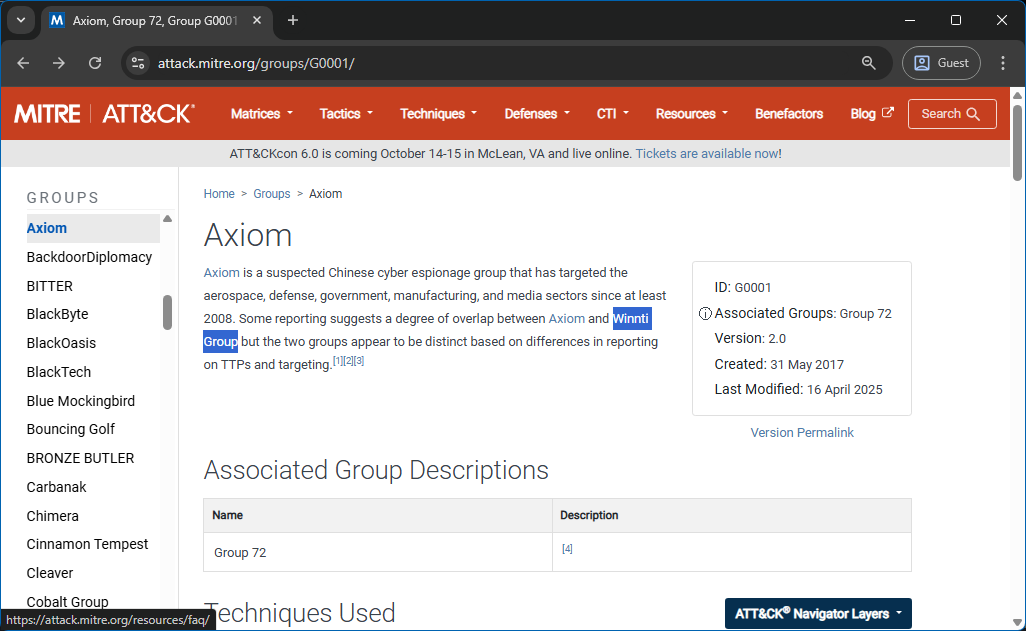 Axiom, Group 72, Group G0001
attack.mitre.org/groups/G0001/
Guest
MITRE | ATT&CK®
Matrices
Tactics
Techniques
Defenses
CTI
Resources
Benefactors
Blog
Search
ATT&CKcon 6.0 is coming October 14-15 in McLean, VA and live online. Tickets are available now!
GROUPS
Axiom
BackdoorDiplomacy
BITTER
BlackByte
BlackOasis
BlackTech
Blue Mockingbird
Bouncing Golf
BRONZE BUTLER
Carbanak
Chimera
Cinnamon Tempest
Cleaver
Cobalt Group
Home > Groups > Axiom
Axiom
Axiom is a suspected Chinese cyber espionage group that has targeted the
aerospace, defense, government, manufacturing, and media sectors since at least
2008. Some reporting suggests a degree of overlap between Axiom and Winnti
Group but the two groups appear to be distinct based on differences in reporting
on TTPs and targeting.[1][2][3]
ID: G0001
Associated Groups: Group 72
Version: 2.0
Created: 31 May 2017
Last Modified: 16 April 2025
Version Permalink
Associated Group Descriptions
Name Description
Group 72 [4]
Techniques Used
ATT&CK® Navigator Layers
https://attack.mitre.org/resources/faq/